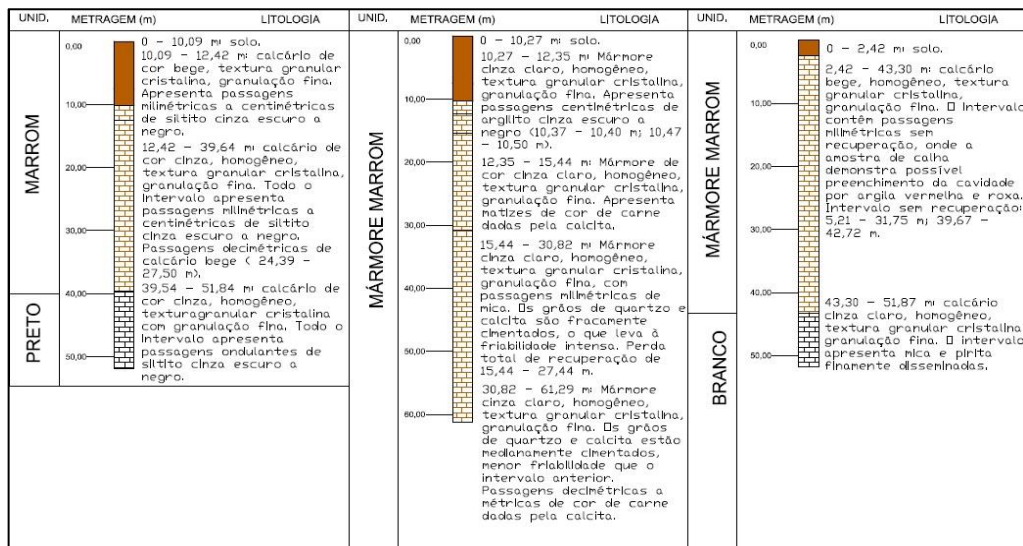 UNID. METRAGEM (m) LITOLOGIA
MARROM
PRETO
0,00
10,00
20,00
30,00
40,00
50,00
0 - 10,09 m: solo.
10,09 - 12,42 m: calcário de
cor bege, textura granular
cristalina, granulação fina.
Apresenta passagens
milimétricas a centimétricas
de siltito cinza escuro a
negro.
12,42 - 39,64 m: calcário de
cor cinza, homogêneo,
textura granular cristalina,
granulação fina. Todo o
intervalo apresenta
passagens milimétricas a
centimétricas de siltito
cinza escuro a negro.
Passagens decimétricas de
calcário bege ( 24,39 -
27,50 m).
39,54 - 51,84 m: calcário de
cor cinza, homogêneo,
texturagranular cristalina
com granulação fina. Todo o
intervalo apresenta
passagens ondulantes de
siltito cinza escuro a
negro.
UNID. METRAGEM (m) LITOLOGIA
MÁRMORE MARROM
0,00
10,00
20,00
30,00
40,00
50,00
60,00
0 - 10,27 m: solo.
10,27 - 12,35 m: Mármore
cinza claro, homogêneo,
textura granular cristalina,
granulação fina. Apresenta
passagens centimétricas de
argilito cinza escuro a
negro (10,37 - 10,40 m; 10,47
- 10,50 m).
12,35 - 15,44 m: Mármore de
cor cinza claro, homogêneo,
textura granular cristalina,
granulação fina. Apresenta
matizes de cor de carne
dadas pela calcita.
15,44 - 30,82 m: Mármore
cinza claro, homogêneo,
textura granular cristalina,
granulação fina, com
passagens milimétricas de
mica. Os grãos de quartzo e
calcita são fracamente
cimentados, o que leva à
friabilidade intensa. Perda
total de recuperação de
15,44 - 27,44 m.
30,82 - 61,29 m: Mármore
cinza claro, homogêneo,
textura granular cristalina,
granulação fina. Os grãos
de quartzo e calcita estão
medianamente cimentados,
menor friabilidade que o
intervalo anterior.
Passagens decimétricas a
métricas de cor de carne
dadas pela calcita.
UNID. METRAGEM (m) LITOLOGIA
MÁRMORE MARROM
BRANCO
0,00
10,00
20,00
30,00
40,00
50,00
0 - 2,42 m: solo.
2,42 - 43,30 m: calcário
bege, homogêneo, textura
granular cristalina,
granulação fina. O intervalo
contém passagens
milimétricas sem
recuperação, onde a
amostra de calha
demonstra possível
preenchimento da cavidade
por argila vermelha e roxa.
Intervalo sem recuperação:
5,21 - 31,75 m; 39,67 -
42,72 m.
43,30 - 51,87 m: calcário
cinza claro, homogêneo,
textura granular cristalina
granulação fina. O intervalo
apresenta mica e pirita
finamente disseminadas.